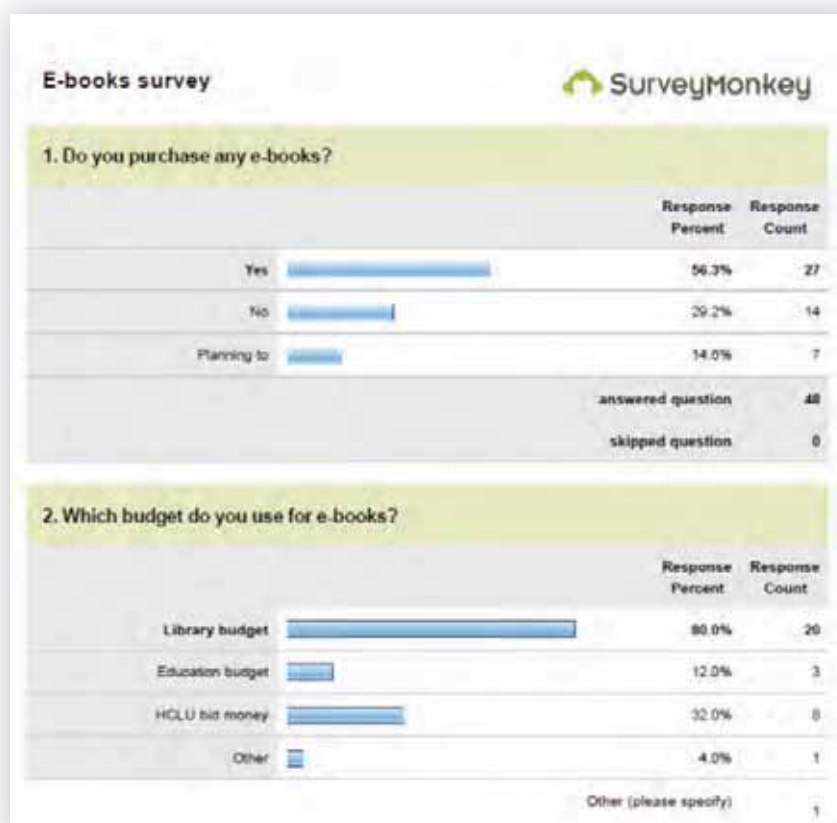 E-books survey
SurveyMonkey
1. Do you purchase any e-books?
Response Response
Percent Count
Yes 56.3% 27
No 29.2% 14
Planning to 14.6% 7
answered question 48
skipped question 0
2. Which budget do you use for e-books?
Response Response
Percent Count
Library budget 80.0% 20
Education budget 12.0% 3
HCLU bid money 32.0% 8
Other 4.0% 1
Other (please specify)
1